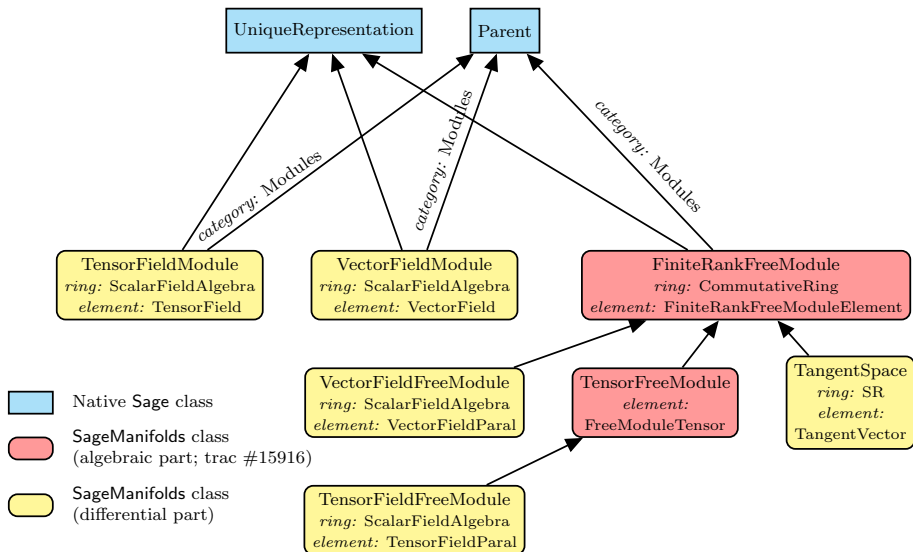 UniqueRepresentation
Parent
category: Modules
category: Modules
category: Modules
TensorFieldModule
ring: ScalarFieldAlgebra
element: TensorField
VectorFieldModule
ring: ScalarFieldAlgebra
element: VectorField
FiniteRankFreeModule
ring: CommutativeRing
element: FiniteRankFreeModuleElement
VectorFieldFreeModule
ring: ScalarFieldAlgebra
element: VectorFieldParal
TensorFreeModule
element:
FreeModuleTensor
TangentSpace
ring: SR
element:
TangentVector
TensorFieldFreeModule
ring: ScalarFieldAlgebra
element: TensorFieldParal
Native Sage class
SageManifolds class
(algebraic part; trac #15916)
SageManifolds class
(differential part)